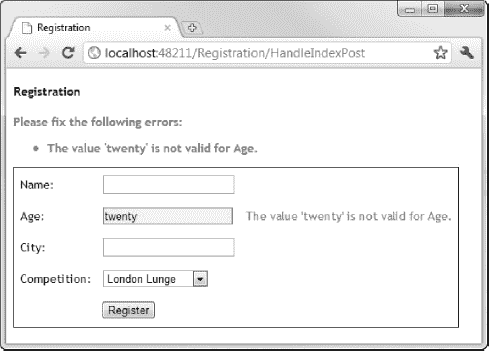 Registration
localhost:48211/Registration/HandleIndexPost
Registration
Please fix the following errors:
The value 'twenty' is not valid for Age.
Name:
Age: twenty The value 'twenty' is not valid for Age.
City:
Competition: London Lunge
Register